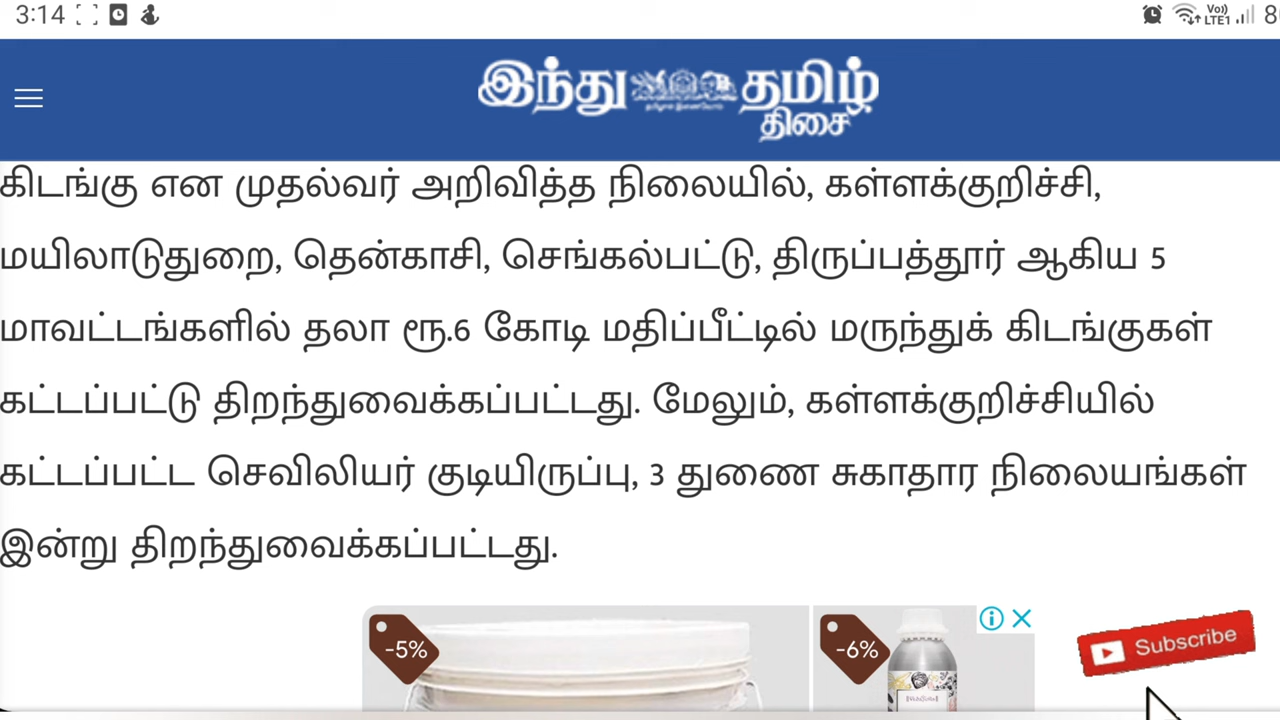 3:14
Vo))
LTE1
இந்து தமிழ்
திசை
கிடங்கு என முதல்வர் அறிவித்த நிலையில், கள்ளக்குறிச்சி,
மயிலாடுதுறை, தென்காசி, செங்கல்பட்டு, திருப்பத்தூர் ஆகிய 5
மாவட்டங்களில் தலா ரூ.6 கோடி மதிப்பீட்டில் மருந்துக் கிடங்குகள்
கட்டப்பட்டு திறந்துவைக்கப்பட்டது. மேலும், கள்ளக்குறிச்சியில்
கட்டப்பட்ட செவிலியர் குடியிருப்பு, 3 துணை சுகாதார நிலையங்கள்
இன்று திறந்துவைக்கப்பட்டது.
-5%
-6%
Subscribe